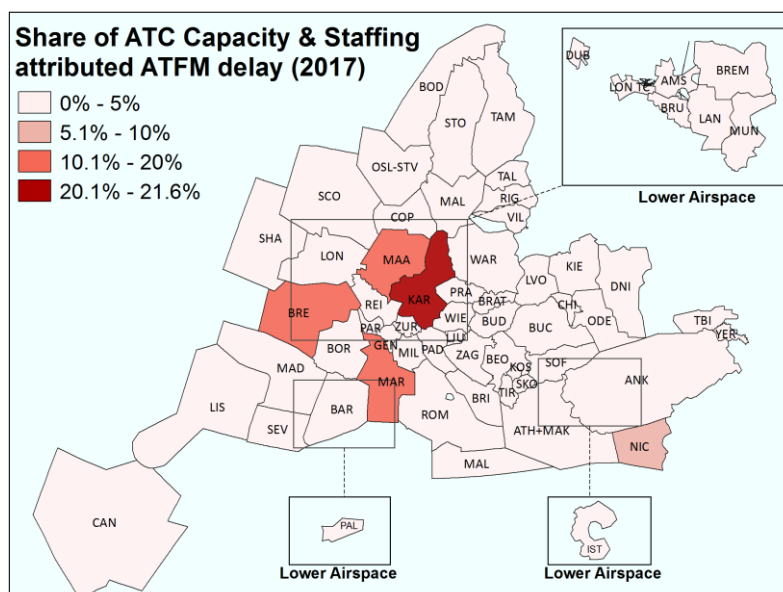 Share of ATC Capacity & Staffing
attributed ATFM delay (2017)
0% - 5%
5.1% - 10%
10.1% - 20%
20.1% - 21.6%
DUB
LON TC
AMS
BREM
BRU
LAN
MUN
Lower Airspace
BOD
STO
TAM
OSL-STV
TAL
RIG
VIL
SCO
MAL
COP
SHA
LON
MAA
WAR
KAR
PRA
LVO
KIE
DNI
BRE
REI
BRAT
CHI
PAR
ZUR
WIE
BUD
BUC
ODE
TBI
YER
GEN
LJU
BOR
MIL
PAD
ZAG
BEO
KOS
SOF
MAD
MAR
SKO
TIR
ANK
LIS
BAR
ROM
BRI
SEV
ATH+MAK
NIC
MAL
CAN
PAL
Lower Airspace
IST
Lower Airspace